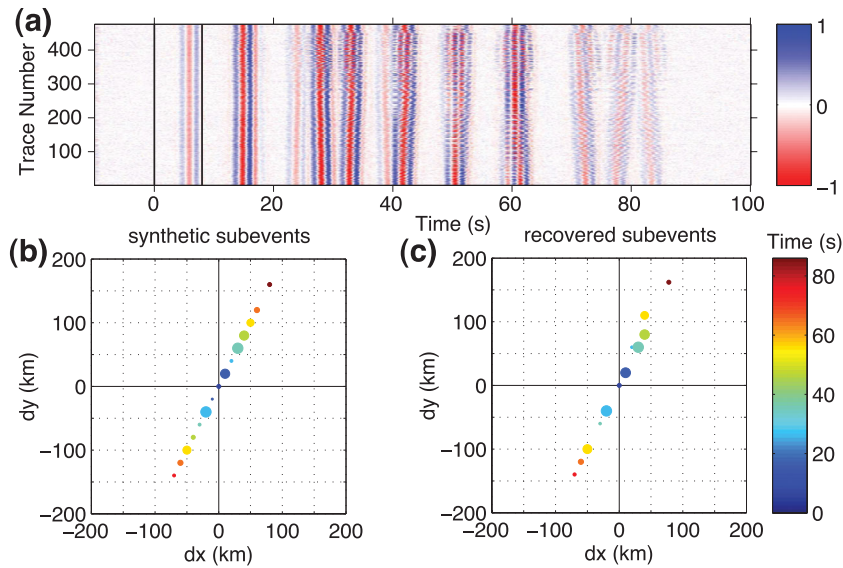 (a)
Trace Number
400
300
200
100
0 20 40 60 80 100
Time (s)
1
0
−1
(b) synthetic subevents
200
100
0
−100
−200
dy (km)
−200 −100 0 100 200
dx (km)
(c) recovered subevents
200
100
0
−100
−200
dy (km)
−200 −100 0 100 200
dx (km)
Time (s)
80
60
40
20
0